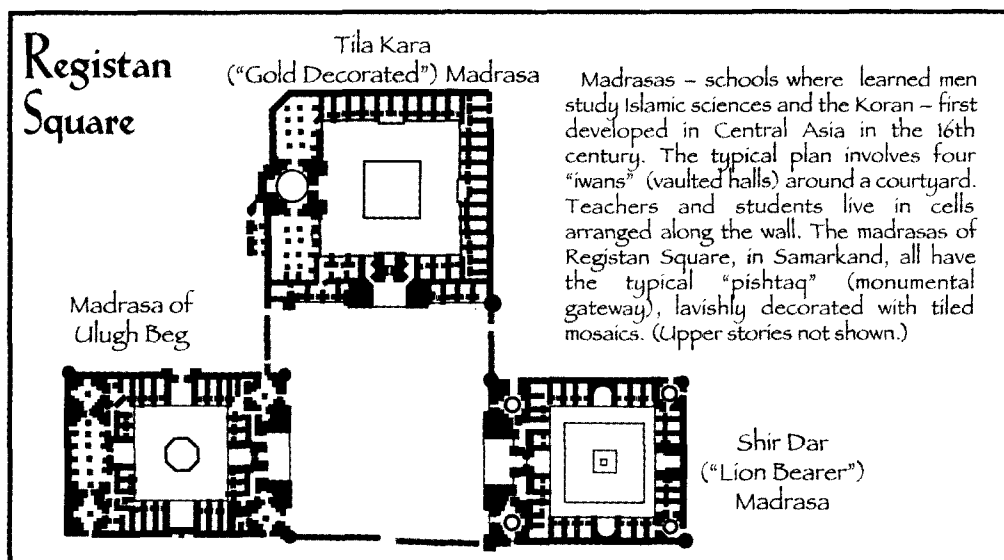 Registan
Square
Tila Kara
("Gold Decorated") Madrasa
Madrasas – schools where learned men
study Islamic sciences and the Koran – first
developed in Central Asia in the 16th
century. The typical plan involves four
"iwans" (vaulted halls) around a courtyard.
Teachers and students live in cells
arranged along the wall. The madrasas of
Registan Square, in Samarkand, all have
the typical "pishtaq" (monumental
gateway), lavishly decorated with tiled
mosaics. (Upper stories not shown.)
Madrasa of
Ulugh Beg
Shir Dar
("Lion Bearer")
Madrasa